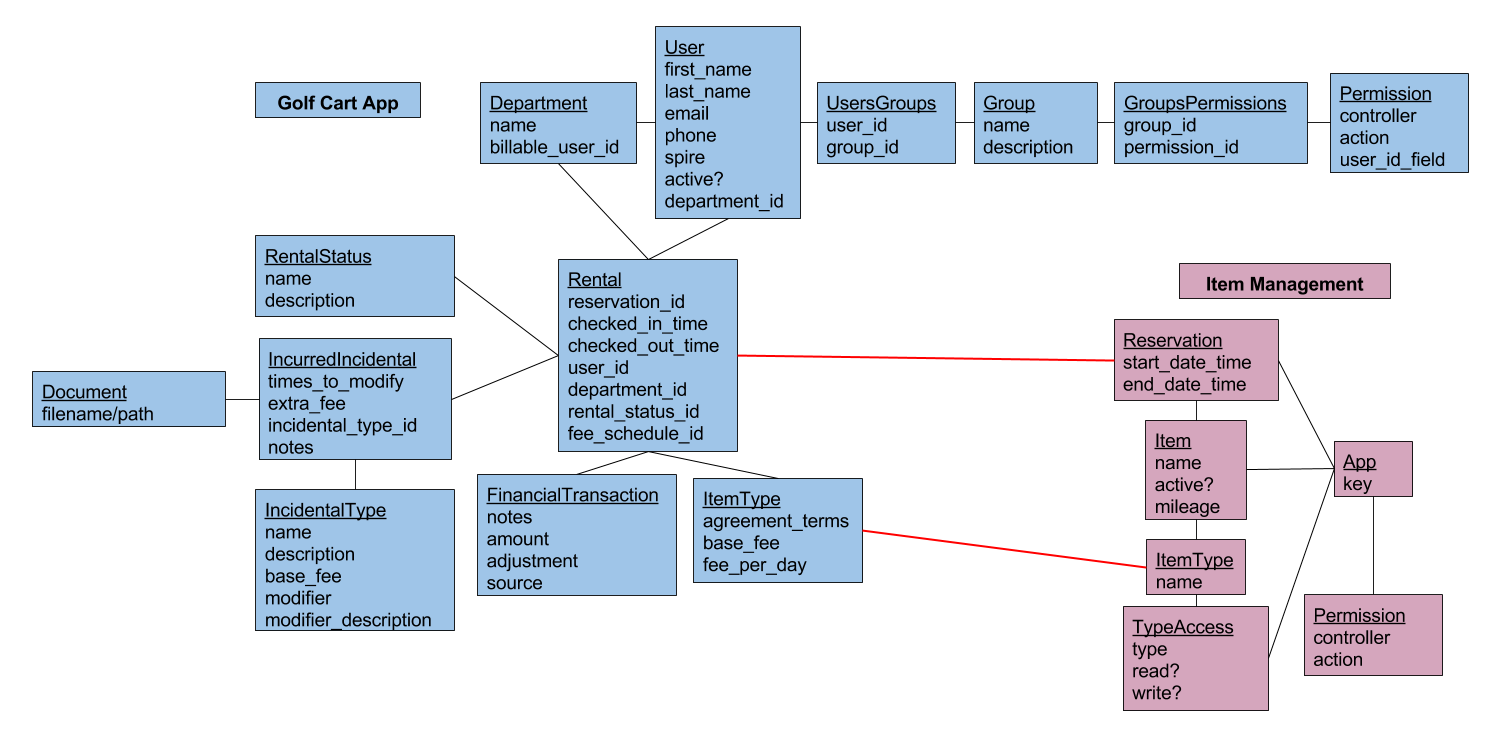 Golf Cart App
Department
name
billable_user_id
User
first_name
last_name
email
phone
spire
active?
department_id
UsersGroups
user_id
group_id
Group
name
description
GroupsPermissions
group_id
permission_id
Permission
controller
action
user_id_field
RentalStatus
name
description
Rental
reservation_id
checked_in_time
checked_out_time
user_id
department_id
rental_status_id
fee_schedule_id
Document
filename/path
IncurredIncidental
times_to_modify
extra_fee
incidental_type_id
notes
IncidentalType
name
description
base_fee
modifier
modifier_description
FinancialTransaction
notes
amount
adjustment
source
ItemType
agreement_terms
base_fee
fee_per_day
Item Management
Reservation
start_date_time
end_date_time
Item
name
active?
mileage
App
key
ItemType
name
TypeAccess
type
read?
write?
Permission
controller
action